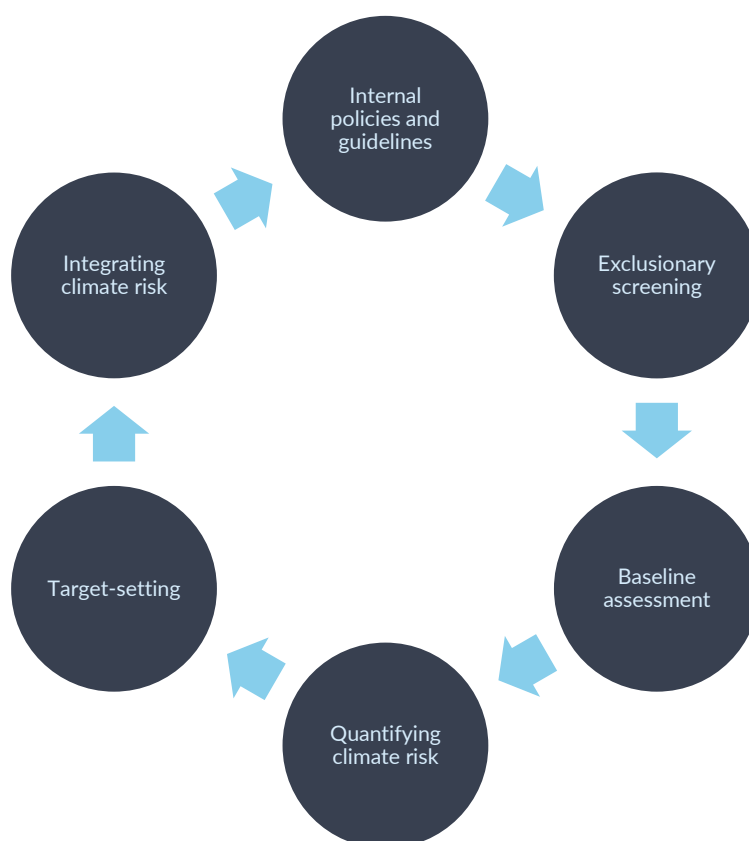 Internal
policies and
guidelines
Exclusionary
screening
Baseline
assessment
Quantifying
climate risk
Target-setting
Integrating
climate risk